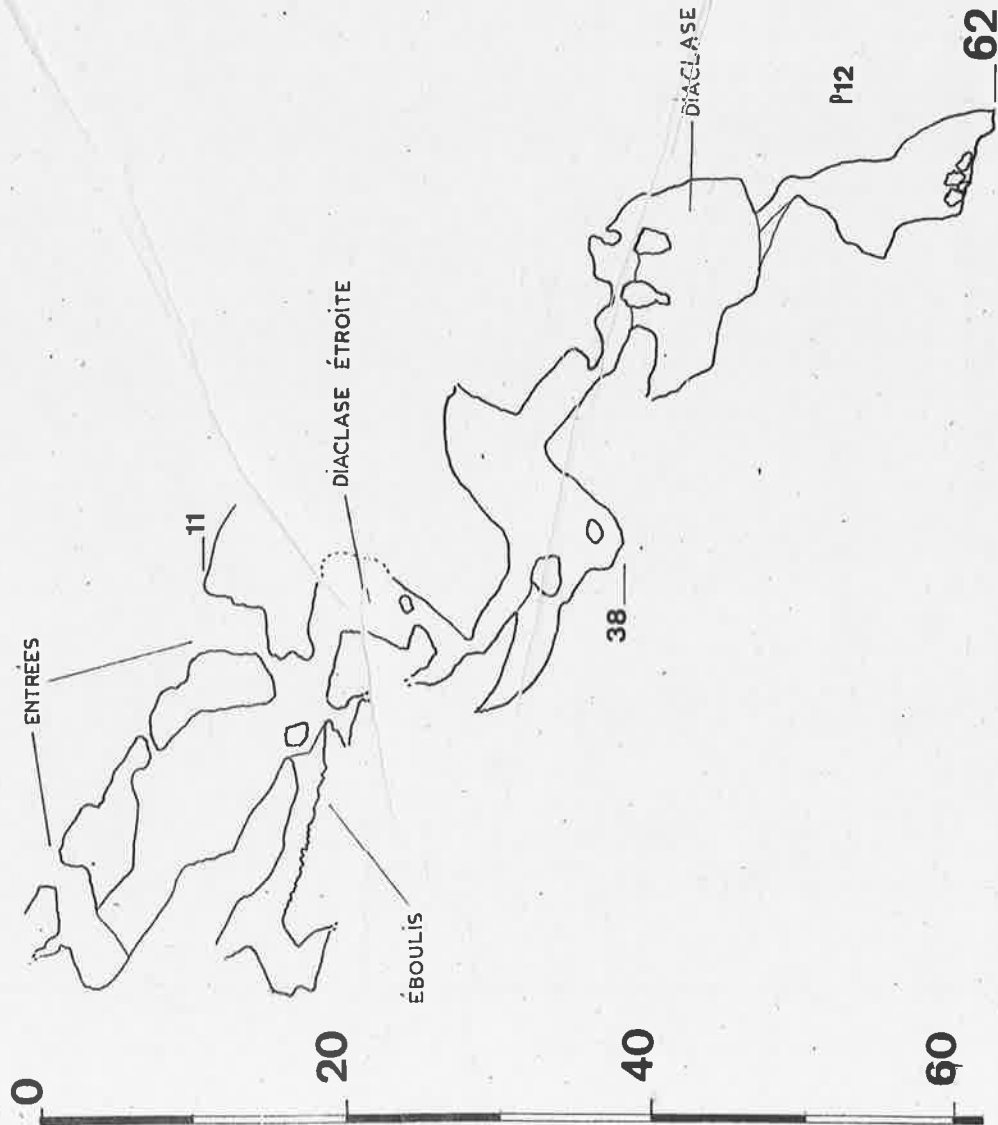 0
ENTRÉES
11
20
DIACLASE ÉTROITE
ÉBOULIS
38
40
DIACLASE
P12
60
62